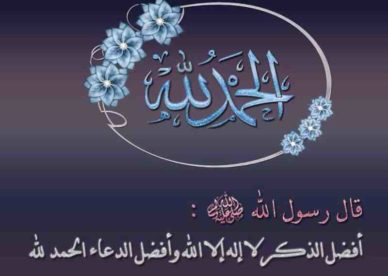 الحمد لله
قال رسول الله ﷺ :
أفضل الذكر لا إله إلا الله وأفضل الدعاء الحمد لله